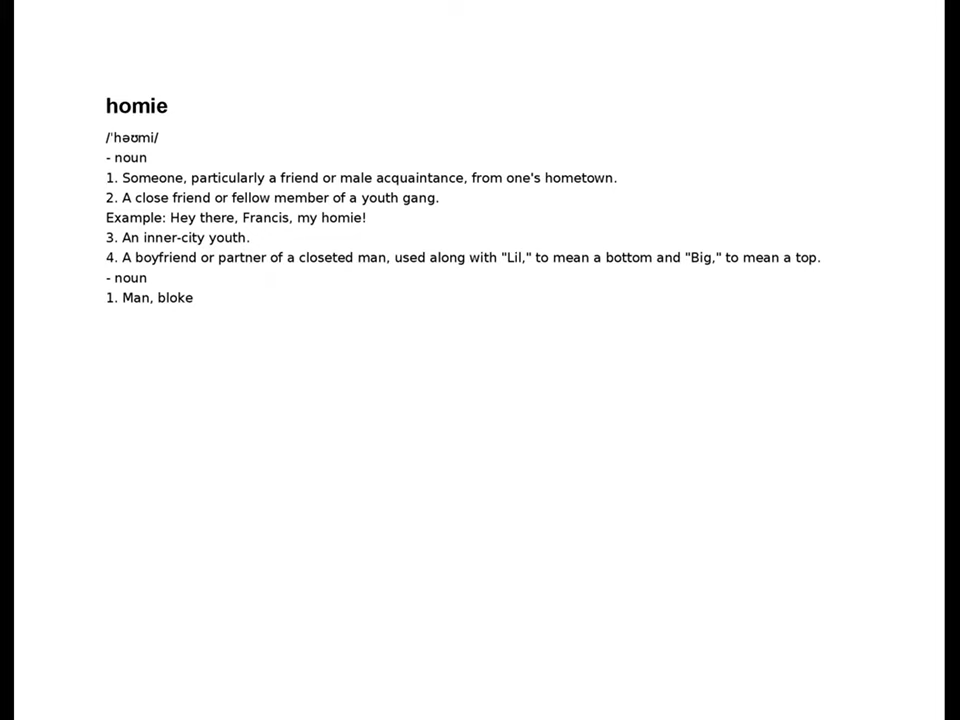 homie
/ˈhəʊmi/
- noun
1. Someone, particularly a friend or male acquaintance, from one's hometown.
2. A close friend or fellow member of a youth gang.
Example: Hey there, Francis, my homie!
3. An inner-city youth.
4. A boyfriend or partner of a closeted man, used along with "Lil," to mean a bottom and "Big," to mean a top.
- noun
1. Man, bloke